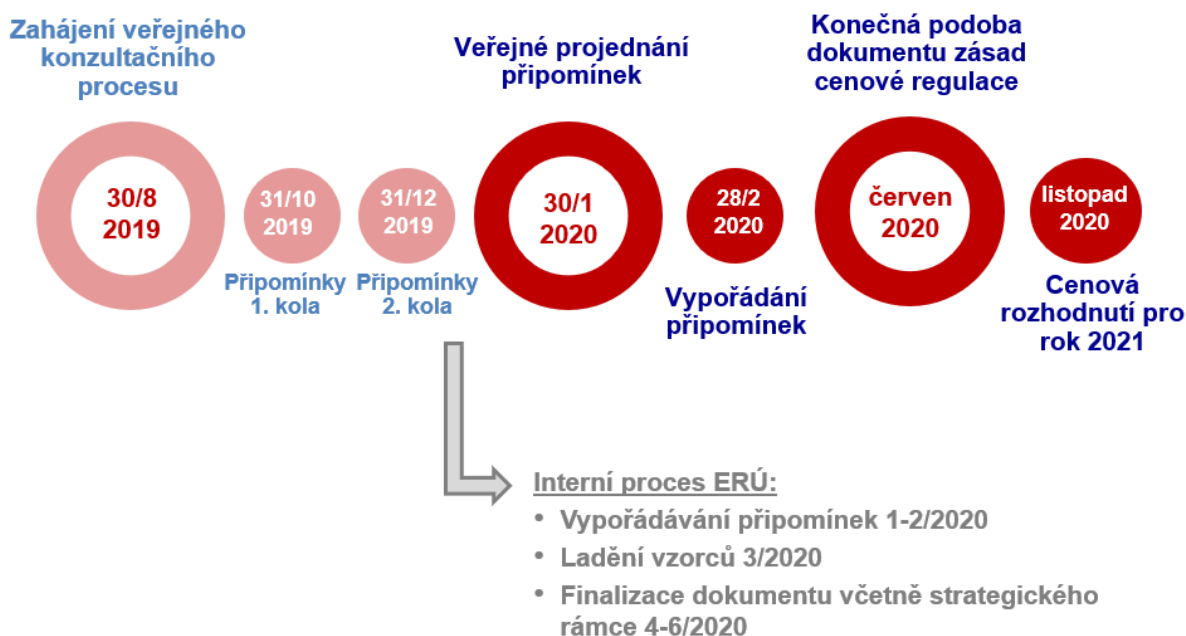 Zahájení veřejného
konzultačního
procesu
30/8
2019
31/10
2019
Připomínky
1. kola
31/12
2019
Připomínky
2. kola
Veřejné projednání
připomínek
30/1
2020
28/2
2020
Vypořádání
připomínek
Konečná podoba
dokumentu zásad
cenové regulace
červen
2020
listopad
2020
Cenová
rozhodnutí pro
rok 2021
Interní proces ERÚ:
• Vypořádávání připomínek 1-2/2020
• Ladění vzorců 3/2020
• Finalizace dokumentu včetně strategického
rámce 4-6/2020